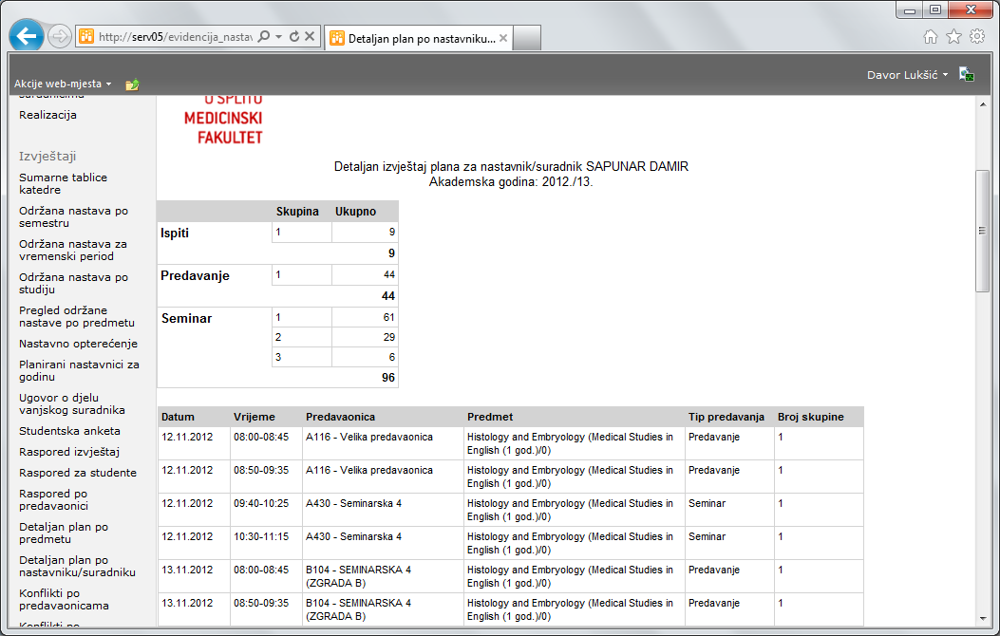 http://serv05/evidencija_nastav
Detaljan plan po nastavniku...
Akcije web-mjesta
Davor Lukšić
suradnicima
Realizacija
Izvještaji
Sumarne tablice
katedre
Održana nastava po
semestru
Održana nastava za
vremenski period
Održana nastava po
studiju
Pregled održane
nastave po predmetu
Nastavno opterećenje
Planirani nastavnici za
godinu
Ugovor o djelu
vanjskog suradnika
Studentska anketa
Raspored izvještaj
Raspored za studente
Raspored po
predavaonici
Detaljan plan po
predmetu
Detaljan plan po
nastavniku/suradniku
Konflikti po
predavaonicama
Konflikti po
U SPLITU
MEDICINSKI
FAKULTET
Detaljan izvještaj plana za nastavnik/suradnik SAPUNAR DAMIR
Akademska godina: 2012./13.
Skupina Ukupno
Ispiti 1 9
9
Predavanje 1 44
44
Seminar 1 61
2 29
3 6
96
Datum Vrijeme Predavaonica Predmet Tip predavanja Broj skupine
12.11.2012 08:00-08:45 A116 - Velika predavaonica Histology and Embryology (Medical Studies in Predavanje 1
English (1 god.)/0)
12.11.2012 08:50-09:35 A116 - Velika predavaonica Histology and Embryology (Medical Studies in Predavanje 1
English (1 god.)/0)
12.11.2012 09:40-10:25 A430 - Seminarska 4 Histology and Embryology (Medical Studies in Seminar 1
English (1 god.)/0)
12.11.2012 10:30-11:15 A430 - Seminarska 4 Histology and Embryology (Medical Studies in Seminar 1
English (1 god.)/0)
13.11.2012 08:00-08:45 B104 - SEMINARSKA 4 Histology and Embryology (Medical Studies in Predavanje 1
(ZGRADA B) English (1 god.)/0)
13.11.2012 08:50-09:35 B104 - SEMINARSKA 4 Histology and Embryology (Medical Studies in Predavanje 1
(ZGRADA B) English (1 god.)/0)